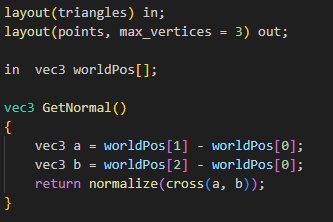 layout(triangles) in;
layout(points, max_vertices = 3) out;
in  vec3 worldPos[];
vec3 GetNormal()
{
    vec3 a = worldPos[1] - worldPos[0];
    vec3 b = worldPos[2] - worldPos[0];
    return normalize(cross(a, b));
}